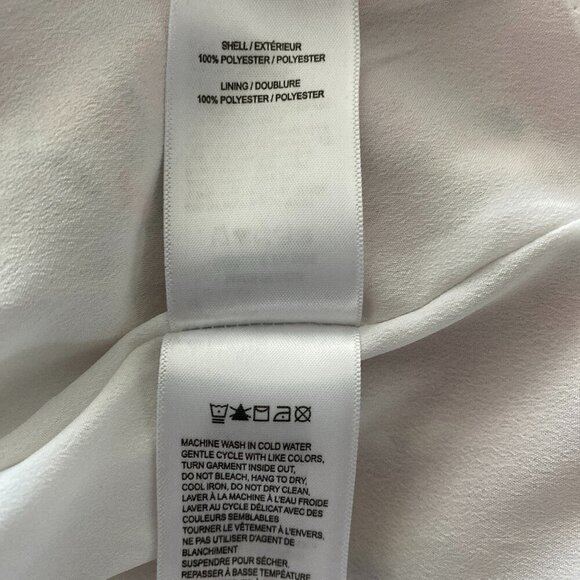 SHELL / EXTÉRIEUR
100% POLYESTER / POLYESTER
LINING / DOUBLURE
100% POLYESTER / POLYESTER
MACHINE WASH IN COLD WATER
GENTLE CYCLE WITH LIKE COLORS,
TURN GARMENT INSIDE OUT,
DO NOT BLEACH, HANG TO DRY,
COOL IRON, DO NOT DRY CLEAN.
LAVER À LA MACHINE À L'EAU FROIDE
LAVER AU CYCLE DÉLICAT AVEC DES
COULEURS SEMBLABLES
TOURNER LE VÊTEMENT À L'ENVERS,
NE PAS UTILISER D'AGENT DE
BLANCHIMENT
SUSPENDRE POUR SÉCHER,
REPASSER À BASSE TEMPÉRATURE